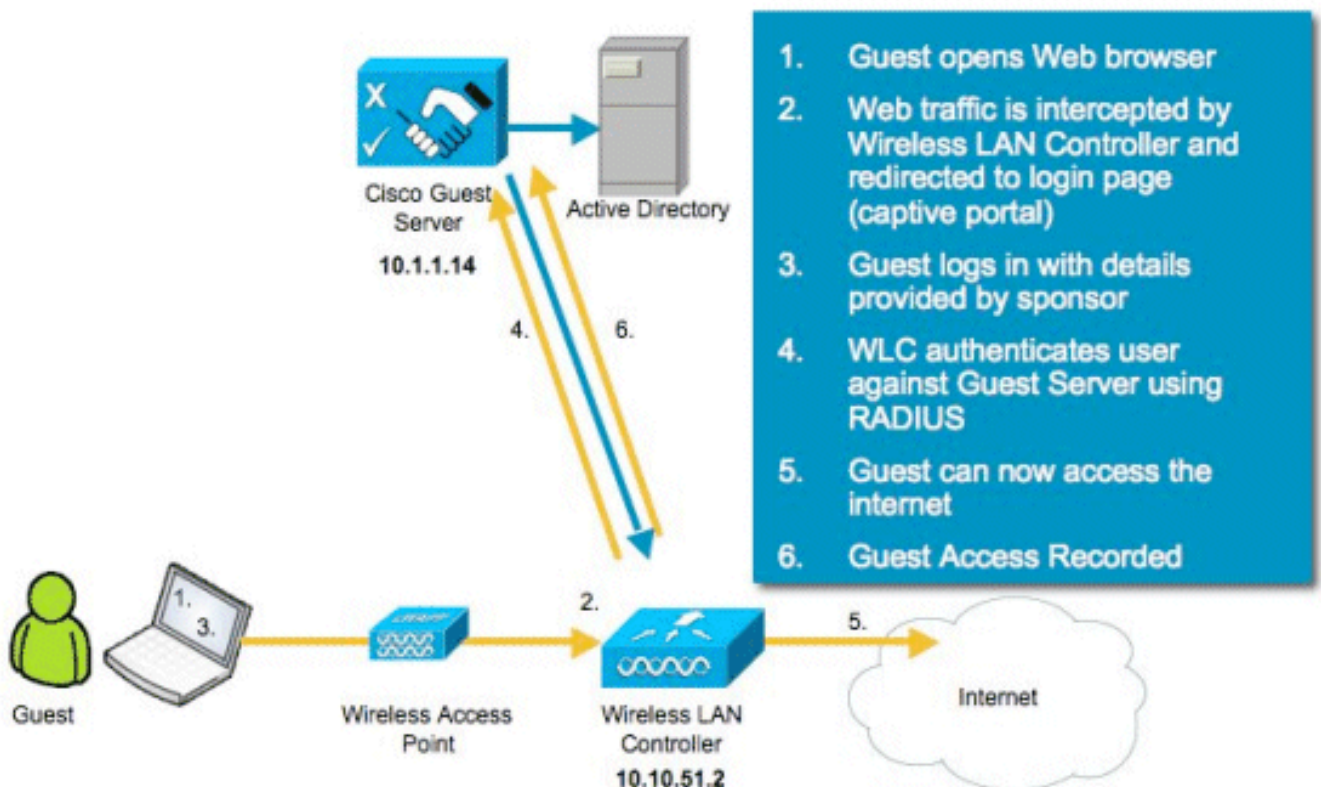 X
Cisco Guest
Server
10.1.1.14
Active Directory
4.
6.
1. Guest opens Web browser
2. Web traffic is intercepted by
Wireless LAN Controller and
redirected to login page
(captive portal)
3. Guest logs in with details
provided by sponsor
4. WLC authenticates user
against Guest Server using
RADIUS
5. Guest can now access the
internet
6. Guest Access Recorded
1.
3.
2.
5.
Guest
Wireless Access
Point
Wireless LAN
Controller
10.10.51.2
Internet